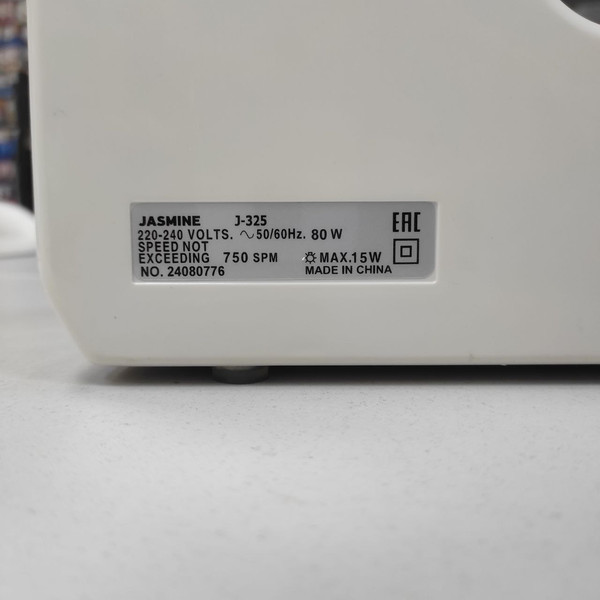 JASMINE J-325
220-240 VOLTS. ~ 50/60Hz. 80 W
SPEED NOT
EXCEEDING 750 SPM MAX.15W
NO. 24080776 MADE IN CHINA
EAC